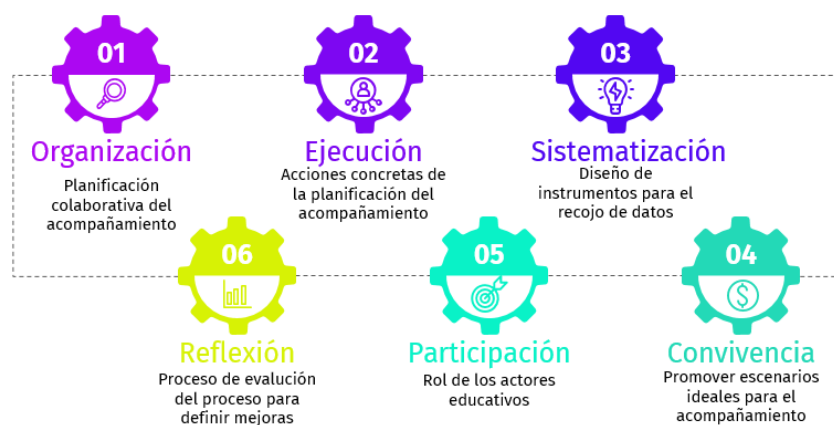 01
Organización
Planificación
colaborativa del
acompañamiento
02
Ejecución
Acciones concretas de
la planificación del
acompañamiento
03
Sistematización
Diseño de
instrumentos para el
recojo de datos
04
Convivencia
Promover escenarios
ideales para el
acompañamiento
05
Participación
Rol de los actores
educativos
06
Reflexión
Proceso de evalución
del proceso para
definir mejoras